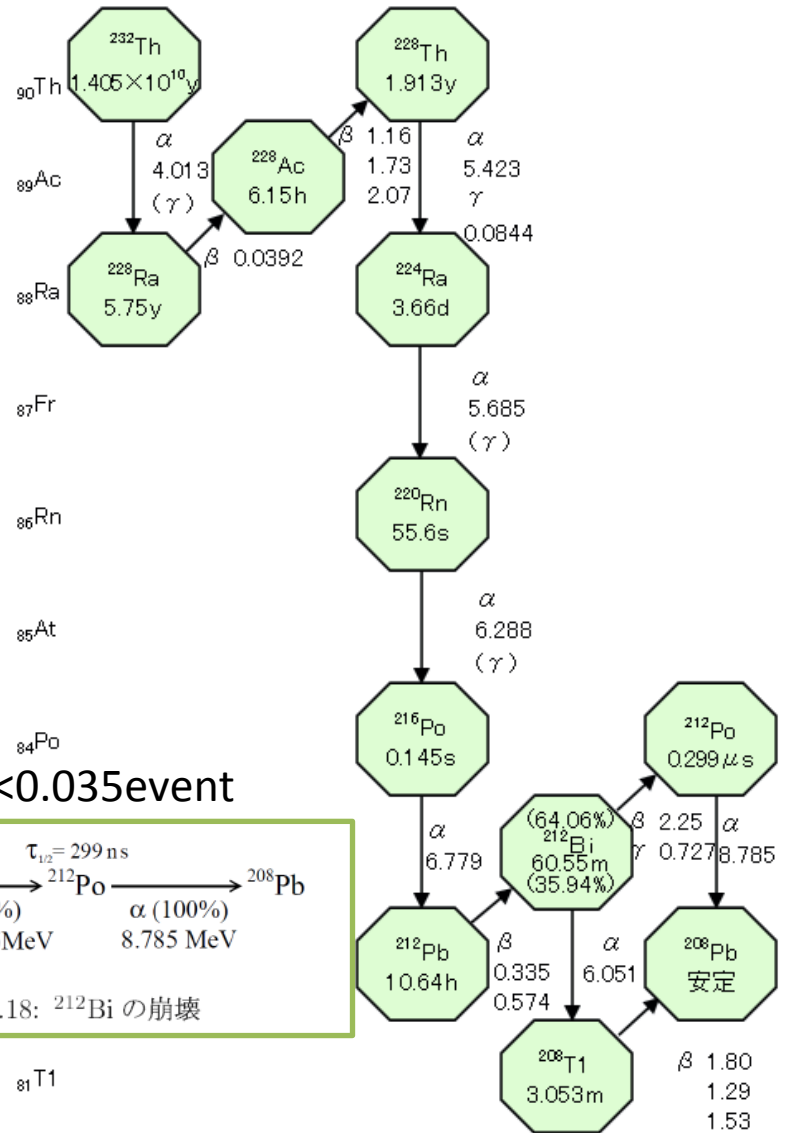 ²³²Th
1.405×10¹⁰y
²²⁸Th
1.913y
₉₀Th
α
4.013
(γ)
²²⁸Ac
6.15h
β 1.16
1.73
2.07
α
5.423
γ
0.0844
₈₉Ac
β 0.0392
²²⁸Ra
5.75y
²²⁴Ra
3.66d
₈₈Ra
α
5.685
(γ)
₈₇Fr
²²⁰Rn
55.6s
₈₆Rn
α
6.288
(γ)
₈₅At
²¹⁶Po
0.145s
²¹²Po
0.299μs
₈₄Po
<0.035event
α
6.779
(64.06%)
²¹²Bi
60.55m
(35.94%)
β 2.25
γ 0.727
α
8.785
τ₁/₂= 299 ns
²¹²Po
²⁰⁸Pb
%)
MeV
α (100%)
8.785 MeV
.18: ²¹²Bi の崩壊
²¹²Pb
10.64h
β
0.335
0.574
α
6.051
²⁰⁸Pb
安定
₈₁T1
²⁰⁸T1
3.053m
β 1.80
1.29
1.53